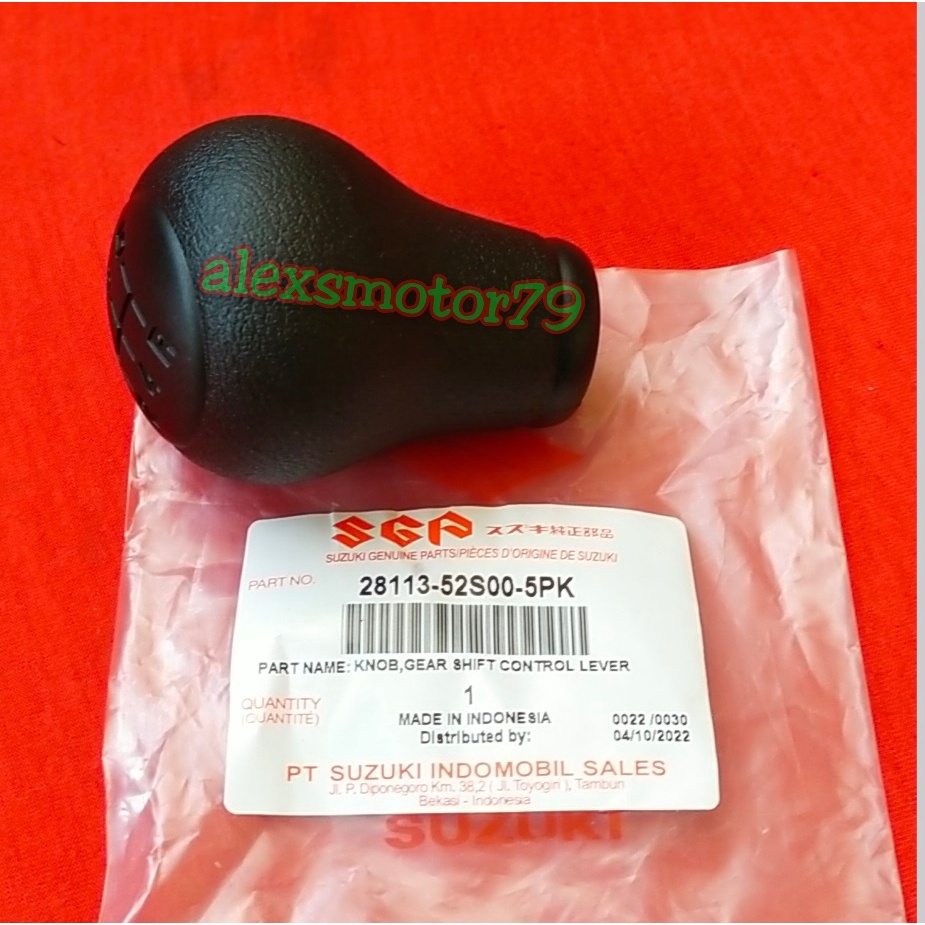 alexsmotor79
SGP スズキ純正部品
SUZUKI GENUINE PARTS/PIÈCES D'ORIGINE DE SUZUKI
PART NO. 28113-52S00-5PK
PART NAME: KNOB,GEAR SHIFT CONTROL LEVER
QUANTITY 1
(QUANTITÉ) MADE IN INDONESIA 0022 /0030
Distributed by: 04/10/2022
PT SUZUKI INDOMOBIL SALES
Jl. P. Diponegoro Km. 38,2 ( Jl. Toyogiri ), Tambun
Bekasi - Indonesia
SUZUKI